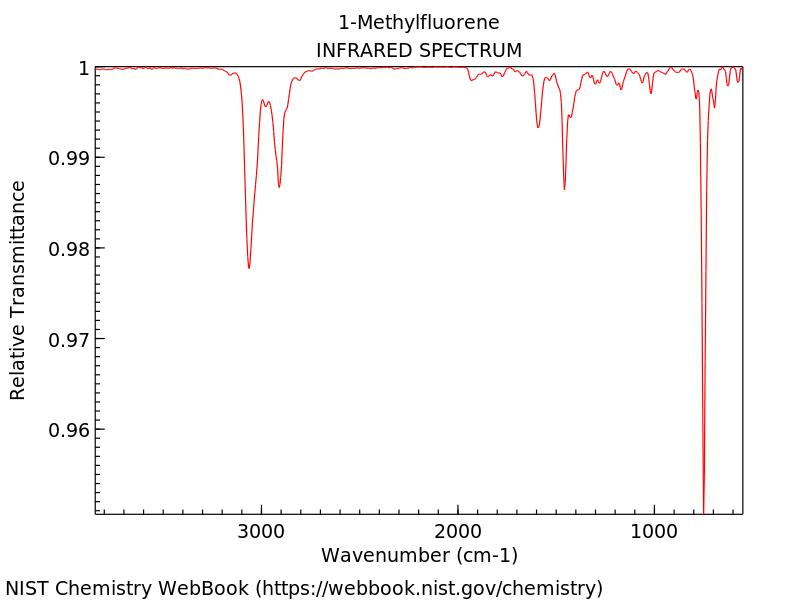 1-Methylfluorene
INFRARED SPECTRUM
1
0.99
0.98
0.97
0.96
Relative Transmittance
3000 2000 1000
Wavenumber (cm-1)
NIST Chemistry WebBook (https://webbook.nist.gov/chemistry)